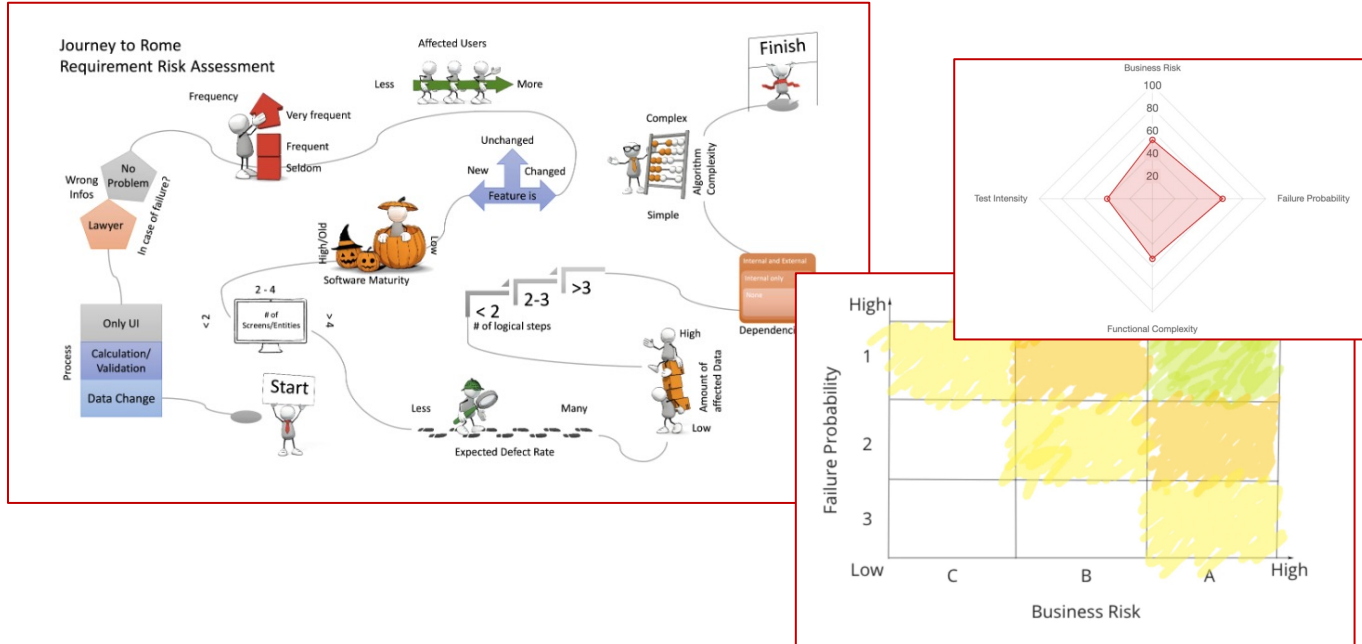 Journey to Rome
Requirement Risk Assessment
Affected Users
Less
More
Finish
Frequency
Very frequent
Frequent
Seldom
Complex
Simple
Algorithm
Complexity
Unchanged
New
Changed
Feature is
No
Problem
Wrong
Infos
Lawyer
In case of failure?
High/Old
Low
Software Maturity
2 - 4
< 2
# of
Screens/Entities
> 4
< 2
2-3
>3
# of logical steps
Internal and External
Internal only
None
Process
Only UI
Calculation/
Validation
Data Change
Start
Less
Many
Expected Defect Rate
High
Low
Amount of
affected Data
Business Risk
100
80
60
40
20
Test Intensity
Failure Probability
Functional Complexity
High
1
2
3
Failure Probability
Low
C
B
A
High
Business Risk